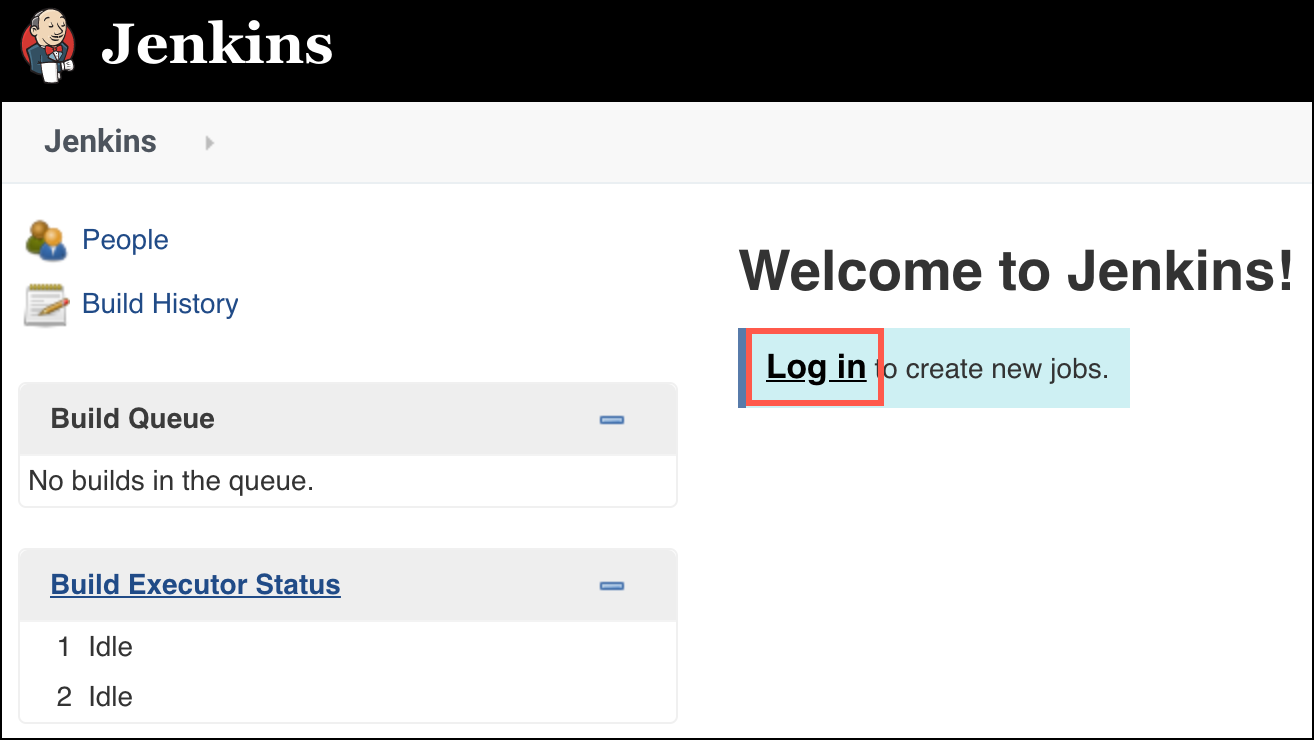 Jenkins
Jenkins
People
Build History
Welcome to Jenkins!
Log in to create new jobs.
Build Queue
No builds in the queue.
Build Executor Status
1 Idle
2 Idle